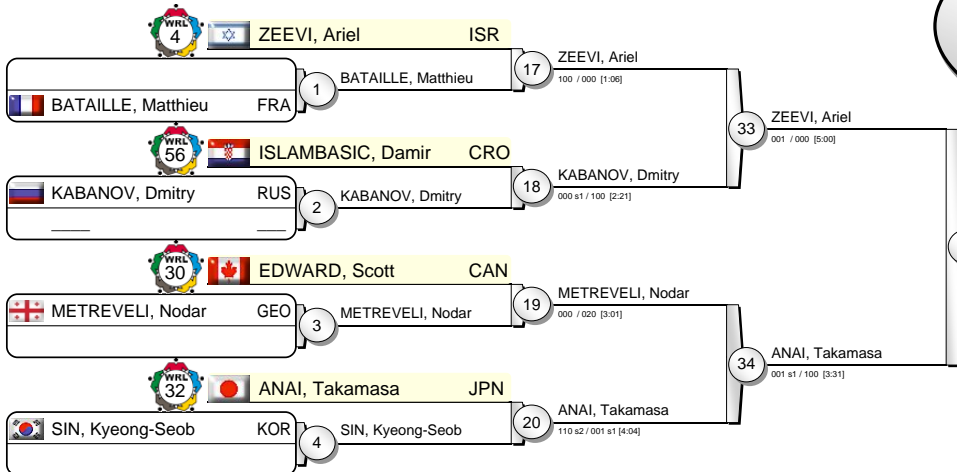 WRL 4 ZEEVI, Ariel ISR
17 ZEEVI, Ariel
100 / 000 [1:06]
1 BATAILLE, Matthieu
BATAILLE, Matthieu FRA
33 ZEEVI, Ariel
001 / 000 [5:00]
WRL 56 ISLAMBASIC, Damir CRO
18 KABANOV, Dmitry
000 s1 / 100 [2:21]
KABANOV, Dmitry RUS
2 KABANOV, Dmitry
____ ___
WRL 30 EDWARD, Scott CAN
19 METREVELI, Nodar
000 / 020 [3:01]
METREVELI, Nodar GEO
3 METREVELI, Nodar
34 ANAI, Takamasa
001 s1 / 100 [3:31]
WRL 32 ANAI, Takamasa JPN
20 ANAI, Takamasa
110 s2 / 001 s1 [4:04]
SIN, Kyeong-Seob KOR
4 SIN, Kyeong-Seob